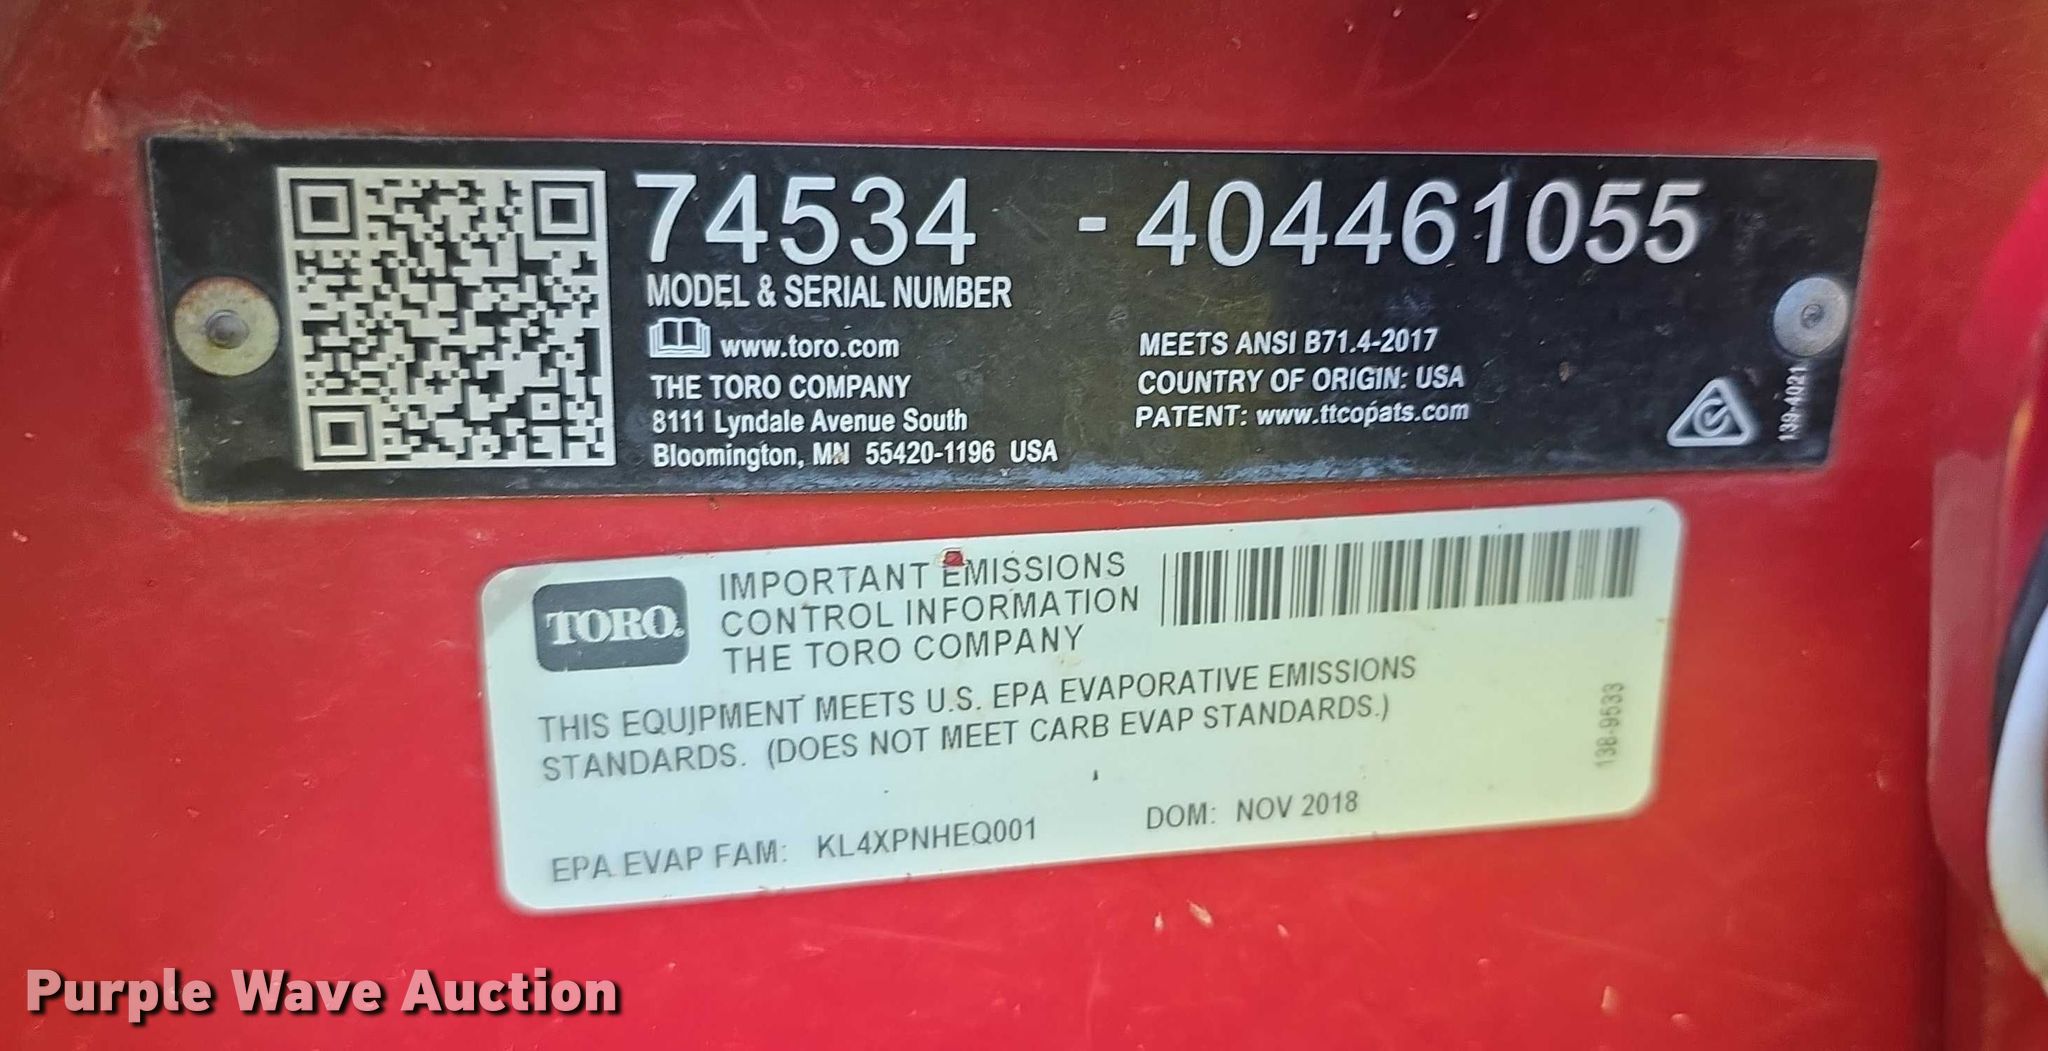 74534 - 404461055
MODEL & SERIAL NUMBER
www.toro.com
THE TORO COMPANY
8111 Lyndale Avenue South
Bloomington, MN 55420-1196 USA
MEETS ANSI B71.4-2017
COUNTRY OF ORIGIN: USA
PATENT: www.ttcopats.com
139-4021
TORO.
IMPORTANT EMISSIONS
CONTROL INFORMATION
THE TORO COMPANY
THIS EQUIPMENT MEETS U.S. EPA EVAPORATIVE EMISSIONS
STANDARDS. (DOES NOT MEET CARB EVAP STANDARDS.)
EPA EVAP FAM: KL4XPNHEQ001 DOM: NOV 2018
138-9533
Purple Wave Auction